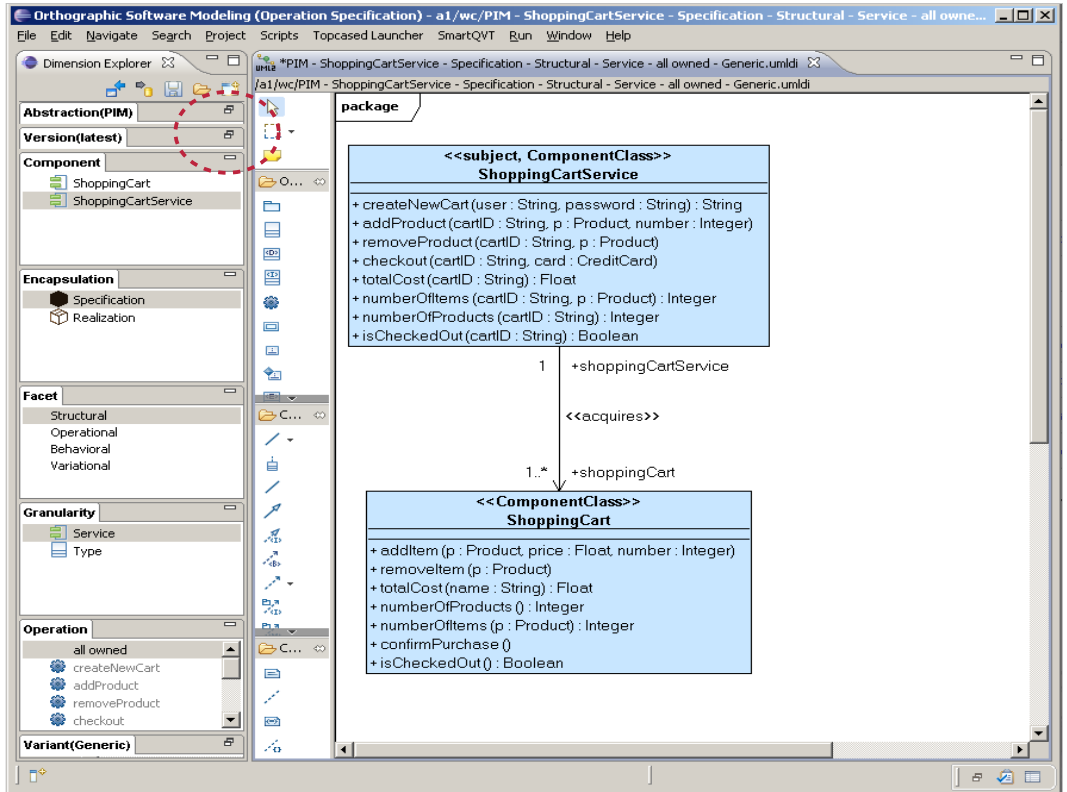 Orthographic Software Modeling (Operation Specification) - a1/wc/PIM - ShoppingCartService - Specification - Structural - Service - all owne...
File Edit Navigate Search Project Scripts Topcased Launcher SmartQVT Run Window Help
Dimension Explorer
*PIM - ShoppingCartService - Specification - Structural - Service - all owned - Generic.umldi
/a1/wc/PIM - ShoppingCartService - Specification - Structural - Service - all owned - Generic.umldi
Abstraction(PIM)
Version(latest)
Component
ShoppingCart
ShoppingCartService
Encapsulation
Specification
Realization
Facet
Structural
Operational
Behavioral
Variational
Granularity
Service
Type
Operation
all owned
createNewCart
addProduct
removeProduct
checkout
Variant(Generic)
O...
C...
C...
package
<<subject, ComponentClass>>
ShoppingCartService
+ createNewCart(user : String, password : String) : String
+ addProduct(cartID : String, p : Product, number : Integer)
+ removeProduct(cartID : String, p : Product)
+ checkout(cartID : String, card : CreditCard)
+ totalCost(cartID : String) : Float
+ numberOfItems (cartID : String, p : Product) : Integer
+ numberOfProducts (cartID : String) : Integer
+ isCheckedOut(cartID : String) : Boolean
1 +shoppingCartService
<<acquires>>
1..* +shoppingCart
<<ComponentClass>>
ShoppingCart
+ addItem (p : Product, price : Float, number : Integer)
+ removeItem (p : Product)
+ totalCost(name : String) : Float
+ numberOfProducts () : Integer
+ numberOfItems (p : Product) : Integer
+ confirmPurchase ()
+ isCheckedOut() : Boolean